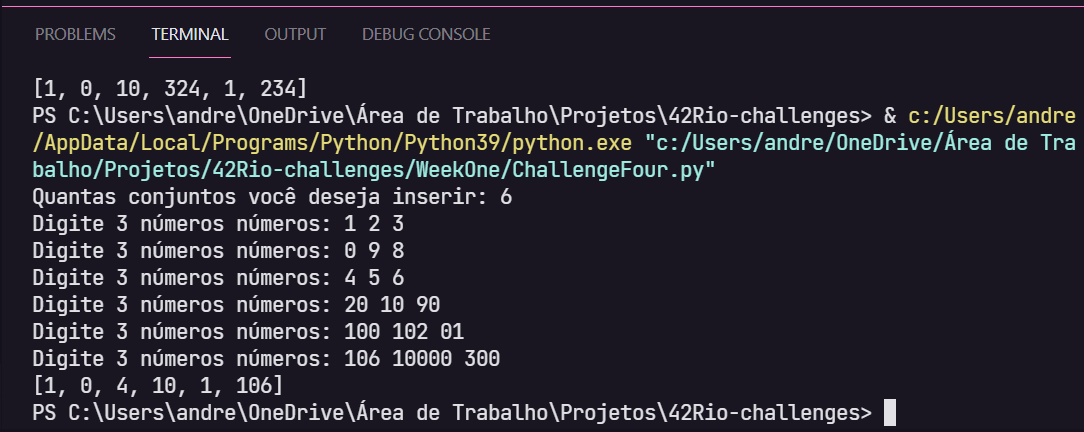 PROBLEMS TERMINAL OUTPUT DEBUG CONSOLE
[1, 0, 10, 324, 1, 234]
PS C:\Users\andre\OneDrive\Área de Trabalho\Projetos\42Rio-challenges> & c:/Users/andre
/AppData/Local/Programs/Python/Python39/python.exe "c:/Users/andre/OneDrive/Área de Tra
balho/Projetos/42Rio-challenges/WeekOne/ChallengeFour.py"
Quantas conjuntos você deseja inserir: 6
Digite 3 números números: 1 2 3
Digite 3 números números: 0 9 8
Digite 3 números números: 4 5 6
Digite 3 números números: 20 10 90
Digite 3 números números: 100 102 01
Digite 3 números números: 106 10000 300
[1, 0, 4, 10, 1, 106]
PS C:\Users\andre\OneDrive\Área de Trabalho\Projetos\42Rio-challenges>